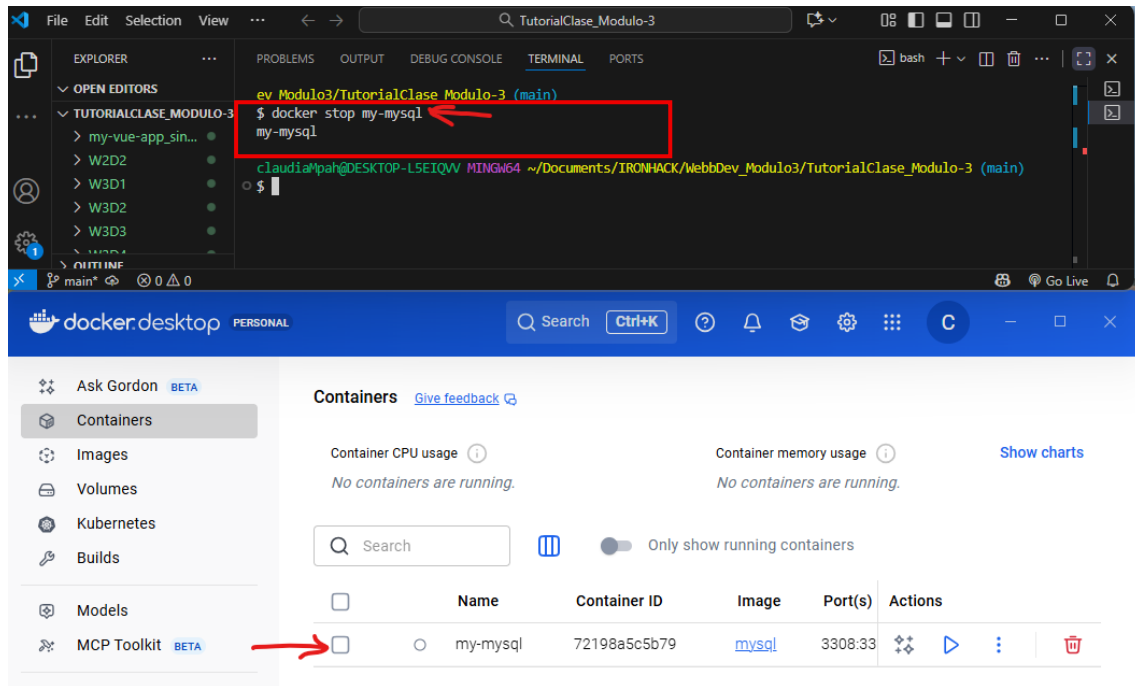 File Edit Selection View ··· TutorialClase_Modulo-3
EXPLORER ···
OPEN EDITORS
TUTORIALCLASE_MODULO-3
my-vue-app_sin...
W2D2
W3D1
W3D2
W3D3
W3D4
OUTLINE
PROBLEMS OUTPUT DEBUG CONSOLE TERMINAL PORTS bash
ev_Modulo3/TutorialClase_Modulo-3 (main)
$ docker stop my-mysql
my-mysql
claudiaMpah@DESKTOP-L5EIQVV MINGW64 ~/Documents/IRONHACK/WebbDev_Modulo3/TutorialClase_Modulo-3 (main)
$
1
main* 0 0 Go Live
docker.desktop PERSONAL Search Ctrl+K C
Ask Gordon BETA
Containers
Images
Volumes
Kubernetes
Builds
Models
MCP Toolkit BETA
Containers Give feedback
Container CPU usage
No containers are running.
Container memory usage
No containers are running.
Show charts
Search Only show running containers
Name Container ID Image Port(s) Actions
my-mysql 72198a5c5b79 mysql 3308:33